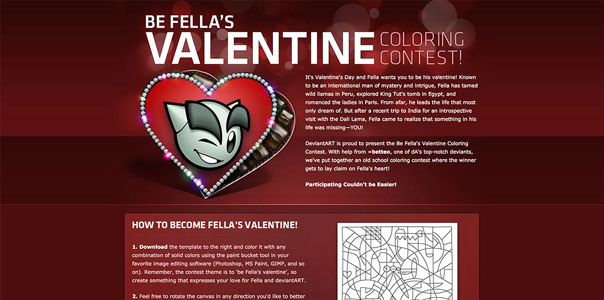 BE FELLA'S
VALENTINE
COLORING
CONTEST!
It's Valentine's Day and Fella wants you to be his valentine! Known
to be an international man of mystery and intrigue, Fella has tamed
wild llamas in Peru, explored King Tut's tomb in Egypt, and
romanced the ladies in Paris. From afar, he leads the life that most
only dream of. But after a recent trip to India for an introspective
visit with the Dali Lama, Fella came to realize that something in his
life was missing—YOU!
DeviantART is proud to present the Be Fella's Valentine Coloring
Contest. With help from =betteo, one of dA's top-notch deviants,
we've put together an old school coloring contest where the winner
gets to lay claim on Fella's heart!
Participating Couldn't be Easier!
HOW TO BECOME FELLA'S VALENTINE!
1. Download the template to the right and color it with any
combination of solid colors using the paint bucket tool in your
favorite image editing software (Photoshop, MS Paint, GIMP, and so
on). Remember, the contest theme is to 'be Fella's valentine', so
create something that expresses your love for Fella and deviantART.
2. Feel free to rotate the canvas in any direction you'd like to better